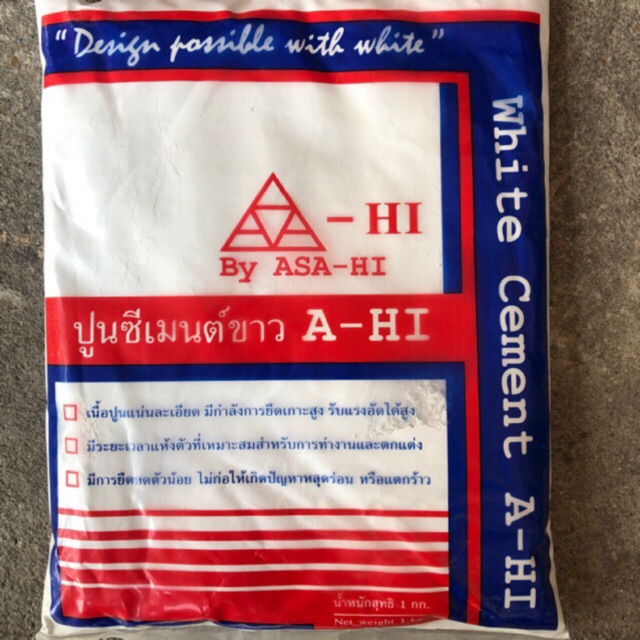 "Design possible with white"
White Cement A-HI
-HI
By ASA-HI
ปูนซีเมนต์ขาว A-HI
เนื้อปูนแน่นละเอียด มีกำลังการยึดเกาะสูง รับแรงอัดได้สูง
มีระยะเวลาแห้งตัวที่เหมาะสมสำหรับการทำงานและตกแต่ง
มีการยืดหดตัวน้อย ไม่ก่อให้เกิดปัญหาหลุดร่อน หรือแตกร้าว
น้ำหนักสุทธิ 1 กก.
Net weight 1